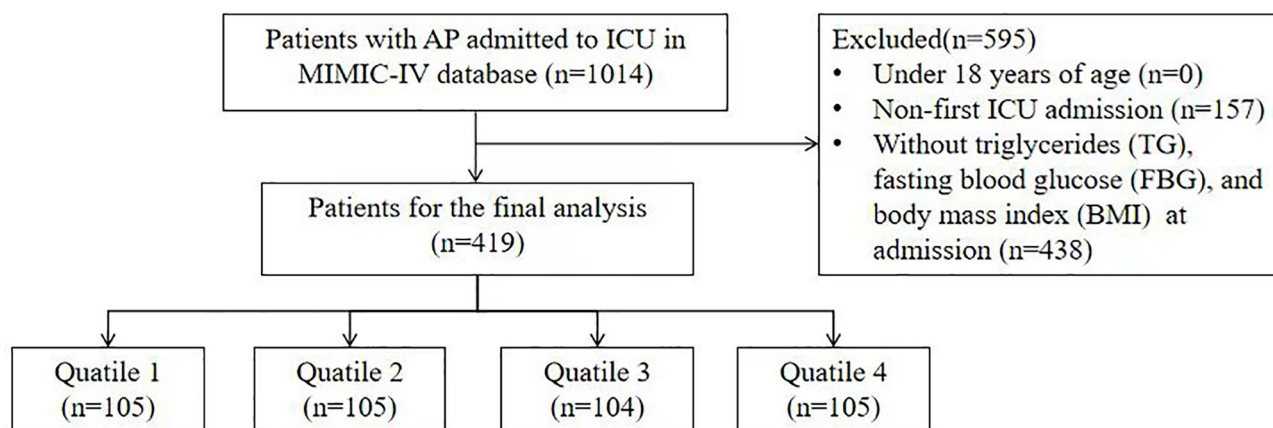 Patients with AP admitted to ICU in
MIMIC-IV database (n=1014)
Excluded(n=595)
• Under 18 years of age (n=0)
• Non-first ICU admission (n=157)
• Without triglycerides (TG),
fasting blood glucose (FBG), and
body mass index (BMI) at
admission (n=438)
Patients for the final analysis
(n=419)
Quatile 1
(n=105)
Quatile 2
(n=105)
Quatile 3
(n=104)
Quatile 4
(n=105)